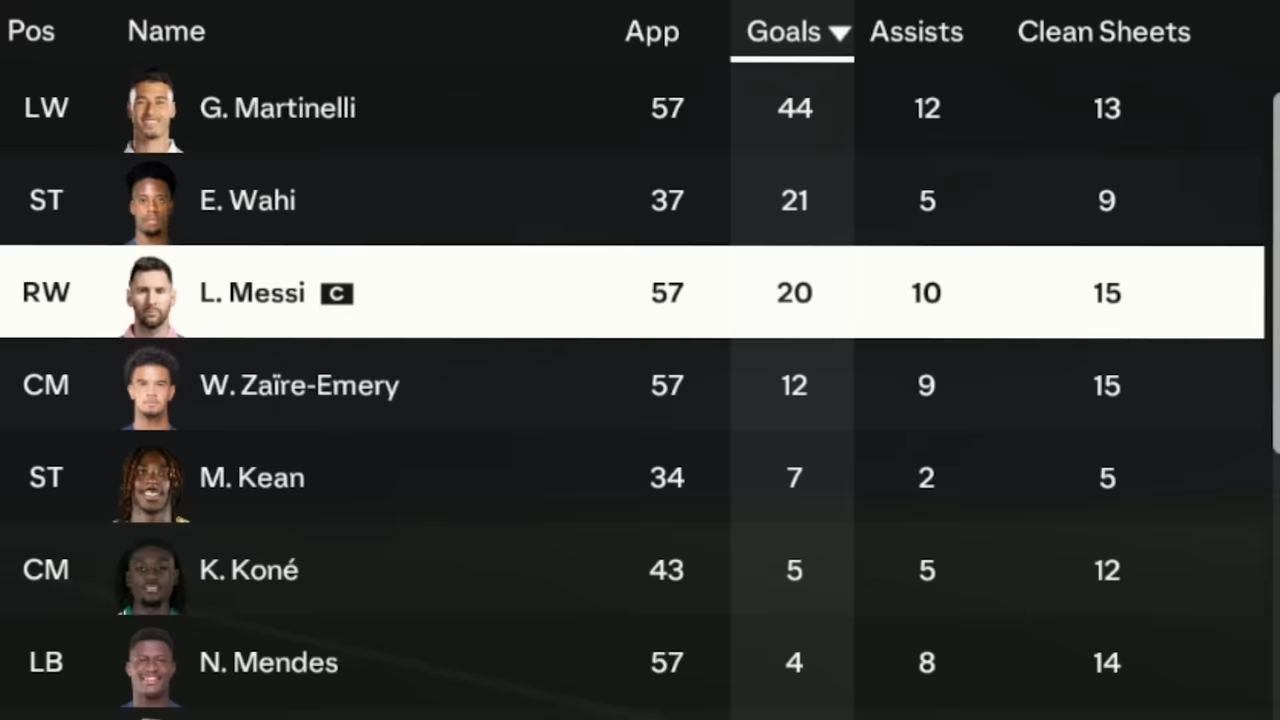 Pos Name App Goals ▼ Assists Clean Sheets
LW G. Martinelli 57 44 12 13
ST E. Wahi 37 21 5 9
RW L. Messi C 57 20 10 15
CM W. Zaïre-Emery 57 12 9 15
ST M. Kean 34 7 2 5
CM K. Koné 43 5 5 12
LB N. Mendes 57 4 8 14